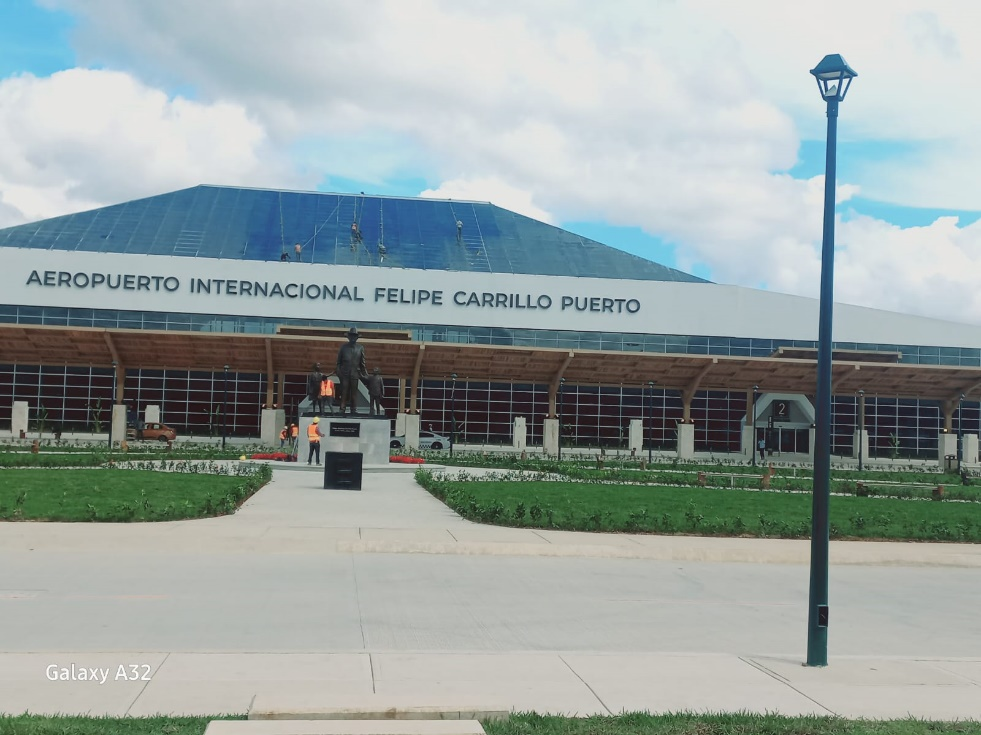 AEROPUERTO INTERNACIONAL FELIPE CARRILLO PUERTO
2
Galaxy A32